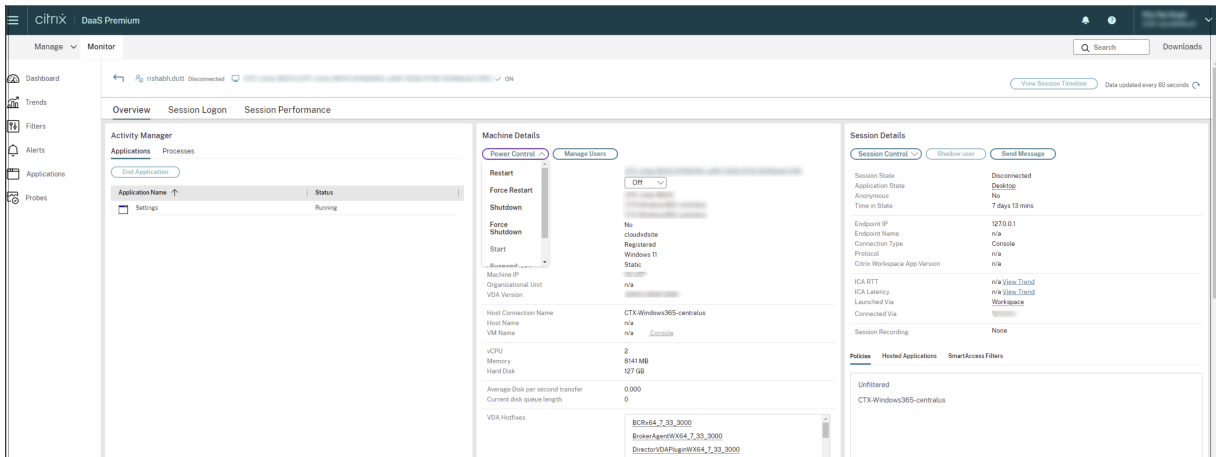 citrix DaaS Premium
Manage Monitor Search Downloads
Dashboard
Trends
Filters
Alerts
Applications
Probes
rishabh.dutt Disconnected ON
View Session Timeline Data updated every 60 seconds
Overview Session Logon Session Performance
Activity Manager
Applications Processes
End Application
Application Name Status
Settings Running
Machine Details
Power Control Manage Users
Restart
Force Restart
Shutdown
Force
Shutdown
Start
Off
No
cloudxdsite
Registered
Windows 11
Static
Machine IP
Organizational Unit n/a
VDA Version
Host Connection Name CTX-Windows365-centralus
Host Name n/a
VM Name n/a Console
vCPU 2
Memory 8141 MB
Hard Disk 127 GB
Average Disk per second transfer 0.000
Current disk queue length 0
VDA Hotfixes
BCRx64_7_33_3000
BrokerAgentWX64_7_33_3000
DirectorVDAPluginWX64_7_33_3000
Session Details
Session Control Shadow user Send Message
Session State Disconnected
Application State Desktop
Anonymous No
Time in State 7 days 13 mins
Endpoint IP 127.0.0.1
Endpoint Name n/a
Connection Type Console
Protocol n/a
Citrix Workspace App Version n/a
ICA RTT n/a View Trend
ICA Latency n/a View Trend
Launched Via Workspace
Connected Via
Session Recording None
Policies Hosted Applications SmartAccess Filters
Unfiltered
CTX-Windows365-centralus